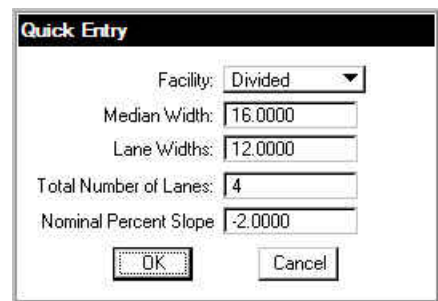 Quick Entry
Facility: Divided
Median Width: 16.0000
Lane Widths: 12.0000
Total Number of Lanes: 4
Nominal Percent Slope -2.0000
OK Cancel